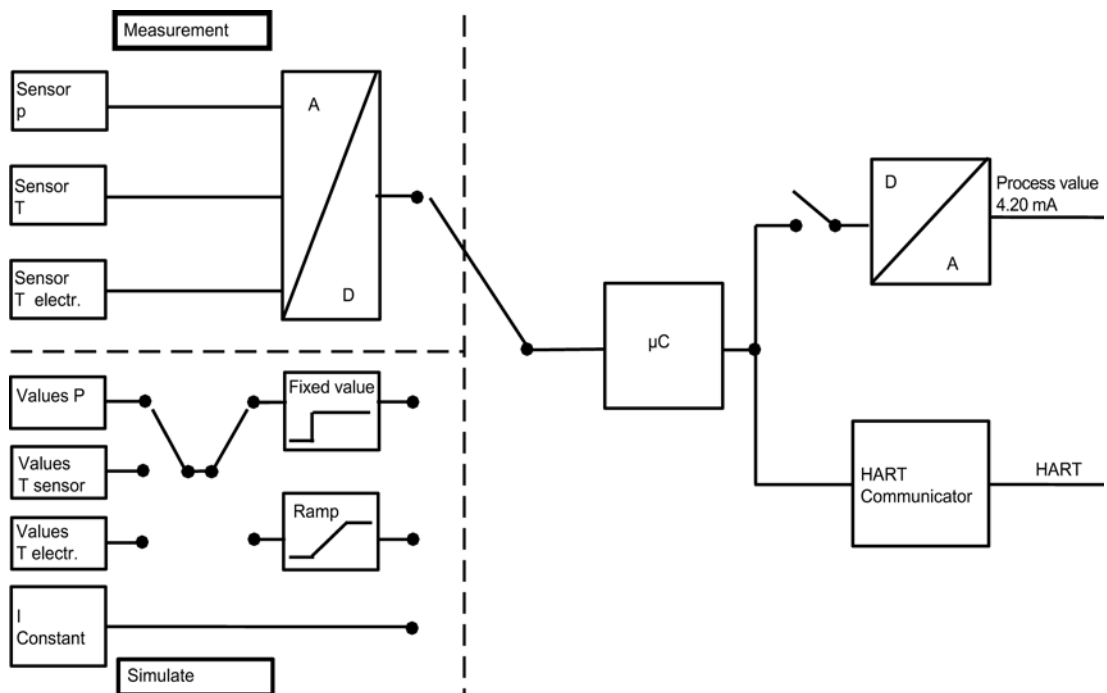 Measurement
Sensor
p
A
D
Sensor
T
Sensor
T electr.
Values P
Values
T sensor
Values
T electr.
Fixed value
Ramp
I
Constant
Simulate
µC
D
A
Process value
4.20 mA
HART
Communicator
HART